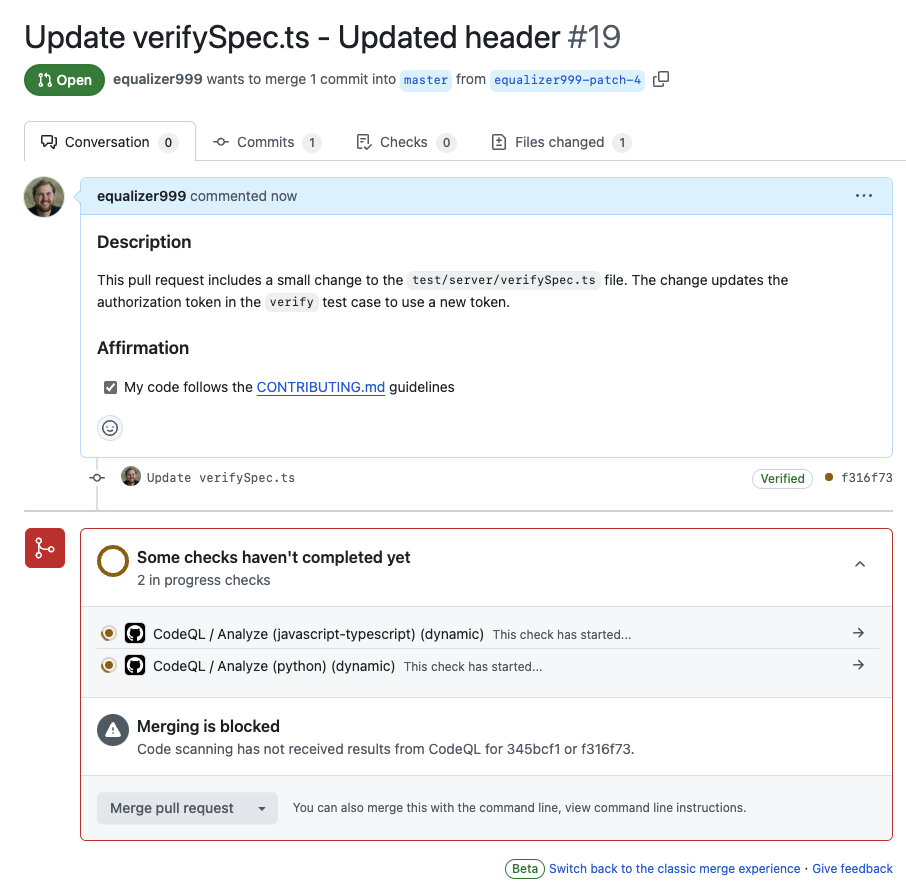 Update verifySpec.ts - Updated header #19
Open equalizer999 wants to merge 1 commit into master from equalizer999-patch-4
Conversation 0 Commits 1 Checks 0 Files changed 1
equalizer999 commented now
Description
This pull request includes a small change to the test/server/verifySpec.ts file. The change updates the
authorization token in the verify test case to use a new token.
Affirmation
My code follows the CONTRIBUTING.md guidelines
Update verifySpec.ts Verified f316f73
Some checks haven't completed yet
2 in progress checks
CodeQL / Analyze (javascript-typescript) (dynamic) This check has started...
CodeQL / Analyze (python) (dynamic) This check has started...
Merging is blocked
Code scanning has not received results from CodeQL for 345bcf1 or f316f73.
Merge pull request You can also merge this with the command line, view command line instructions.
Beta Switch back to the classic merge experience · Give feedback